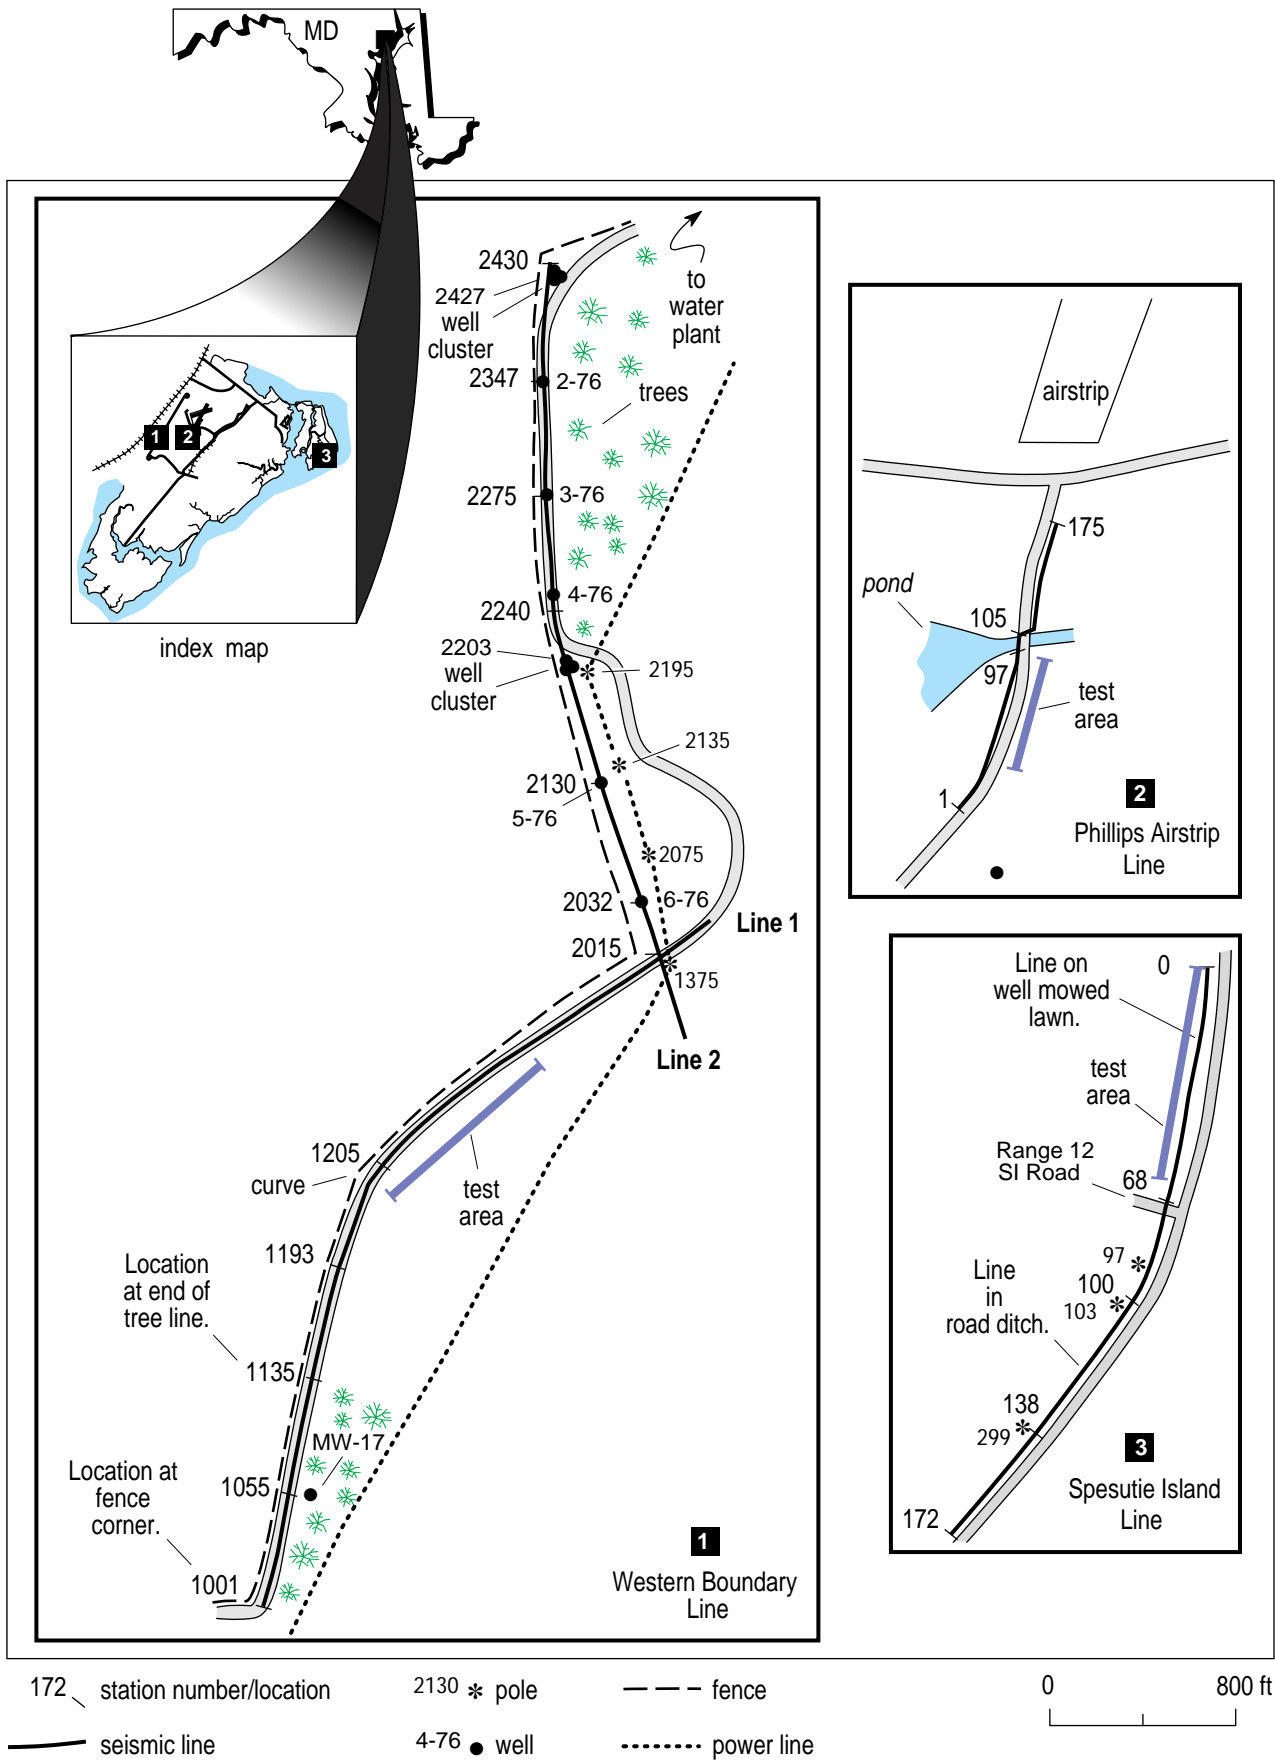 MD
1
2
3
index map
2430
2427
well
cluster
to
water
plant
2347
2-76
trees
2275
3-76
4-76
2240
2203
well
cluster
2195
2135
2130
5-76
2075
2032
6-76
Line 1
2015
1375
Line 2
1205
curve
test
area
1193
Location
at end of
tree line.
1135
MW-17
1055
Location at
fence
corner.
1001
1
Western Boundary
Line
airstrip
175
pond
105
97
test
area
1
2
Phillips Airstrip
Line
0
Line on
well mowed
lawn.
test
area
Range 12
SI Road
68
97
100
103
Line
in
road ditch.
138
299
3
Spesutie Island
Line
172
172 station number/location
2130 pole
fence
0 800 ft
seismic line
4-76 well
power line